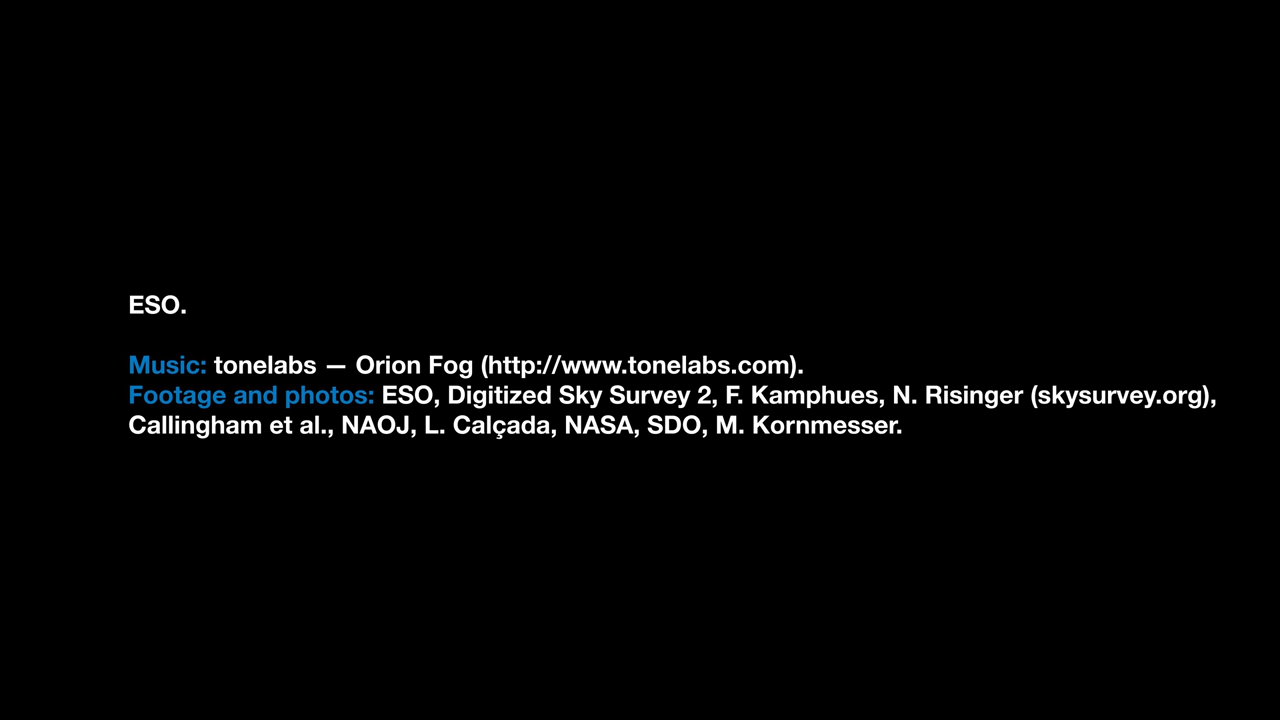 ESO.
Music: tonelabs — Orion Fog (http://www.tonelabs.com).
Footage and photos: ESO, Digitized Sky Survey 2, F. Kamphues, N. Risinger (skysurvey.org),
Callingham et al., NAOJ, L. Calçada, NASA, SDO, M. Kornmesser.